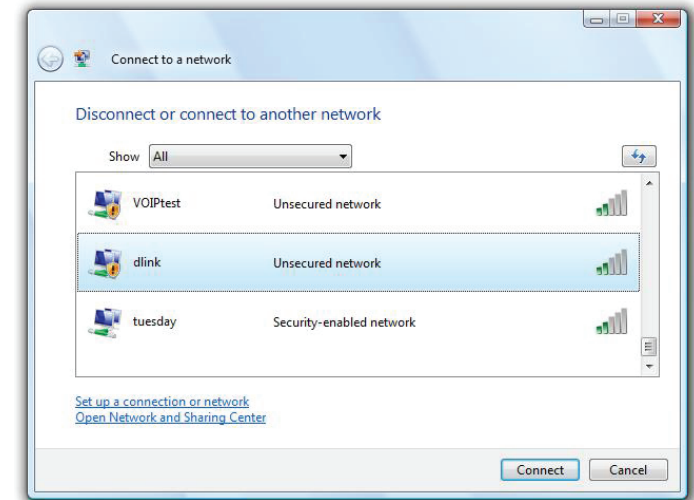 Connect to a network
Disconnect or connect to another network
Show All
VOIPtest Unsecured network
dlink Unsecured network
tuesday Security-enabled network
Set up a connection or network
Open Network and Sharing Center
Connect Cancel